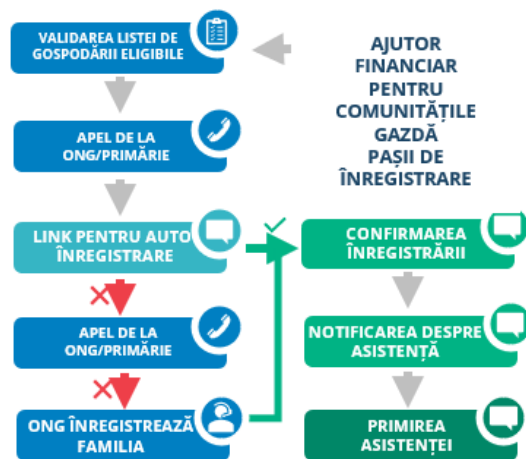 VALIDAREA LISTEI DE
GOSPODĂRII ELIGIBILE
AJUTOR
FINANCIAR
PENTRU
COMUNITĂȚILE
GAZDĂ
PAȘII DE
ÎNREGISTRARE
APEL DE LA
ONG/PRIMĂRIE
LINK PENTRU AUTO
ÎNREGISTRARE
APEL DE LA
ONG/PRIMĂRIE
ONG ÎNREGISTREAZĂ
FAMILIA
CONFIRMAREA
ÎNREGISTRĂRII
NOTIFICAREA DESPRE
ASISTENȚĂ
PRIMIREA
ASISTENȚEI